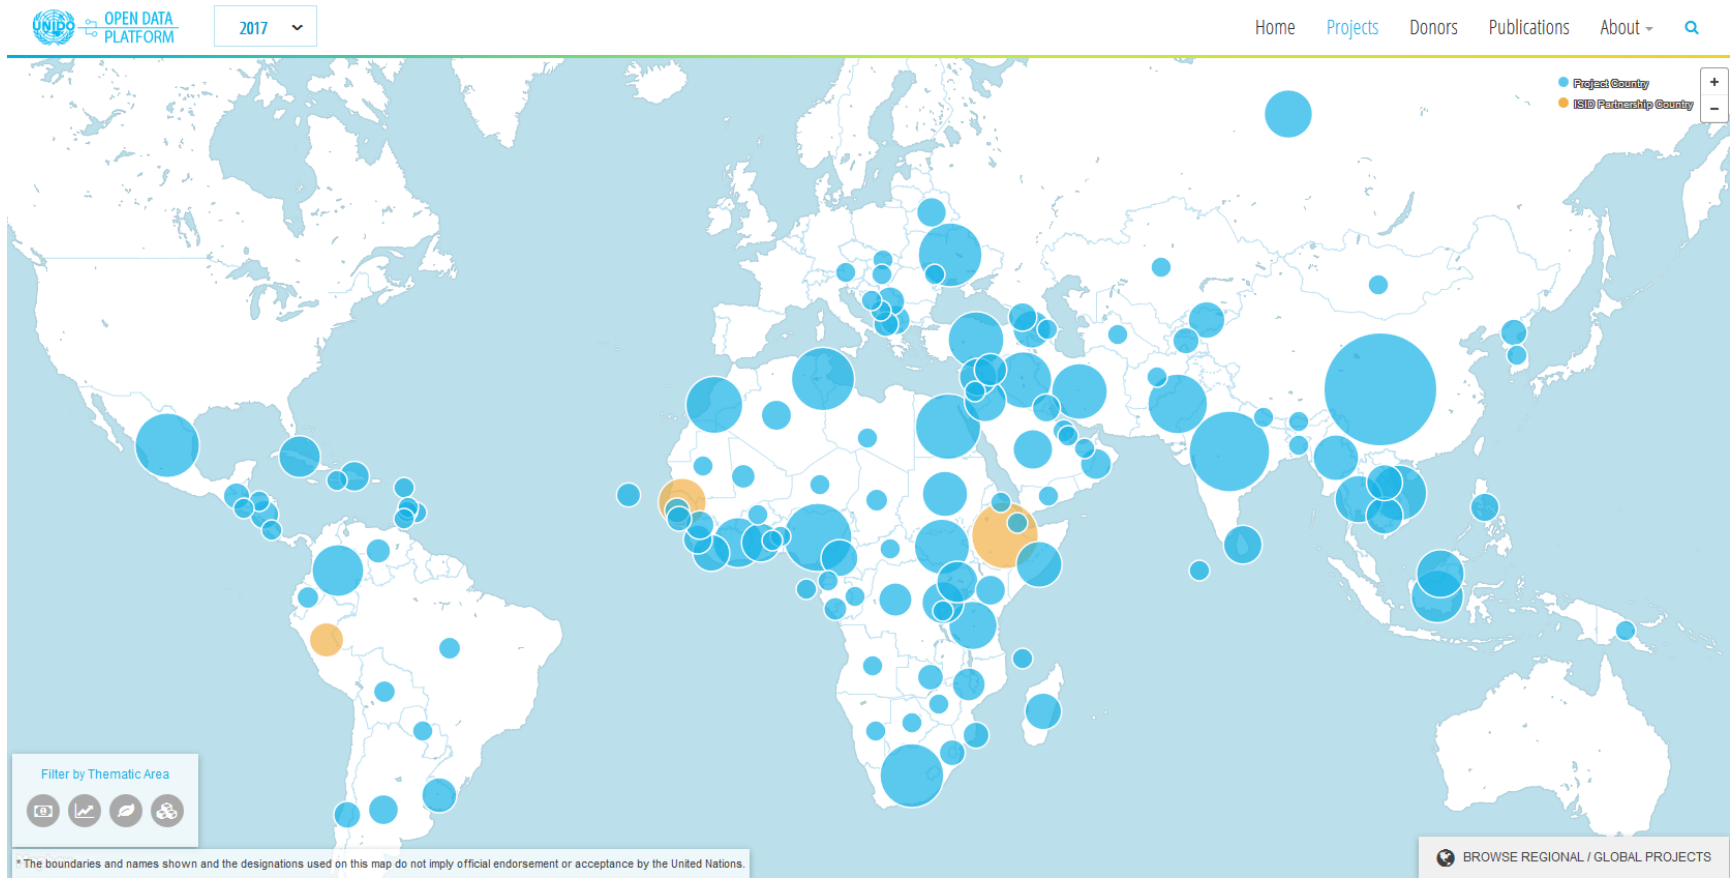 UNIDO
OPEN DATA
PLATFORM
2017
Home
Projects
Donors
Publications
About
Project Country
ISID Partnership Country
+
−
Filter by Thematic Area
* The boundaries and names shown and the designations used on this map do not imply official endorsement or acceptance by the United Nations.
BROWSE REGIONAL / GLOBAL PROJECTS